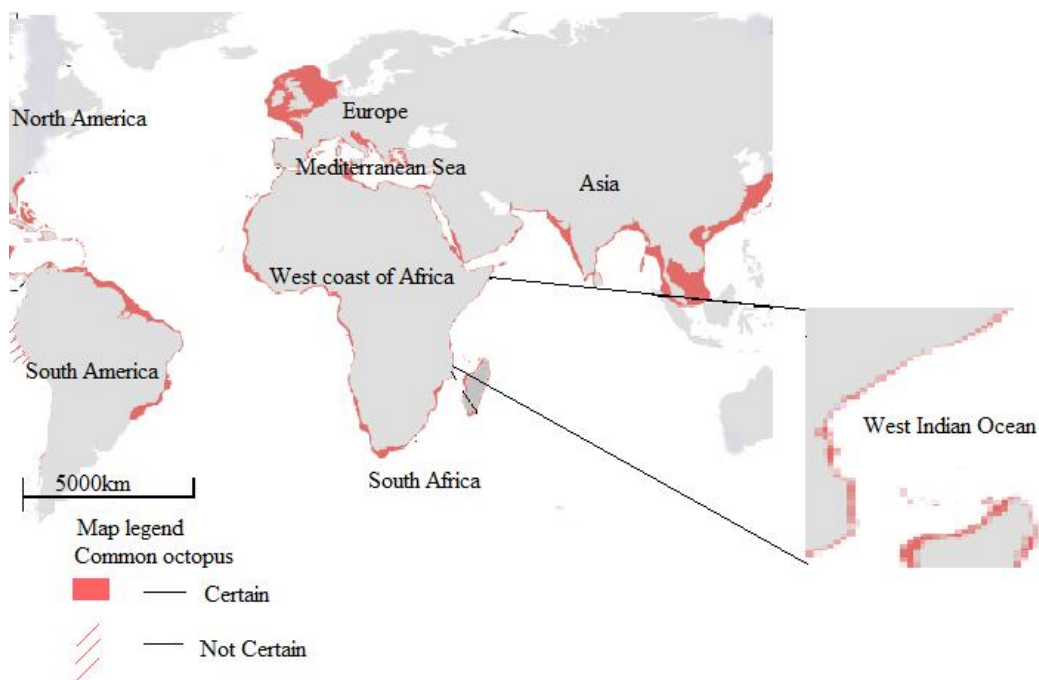 North America
Europe
Mediterranean Sea
Asia
West coast of Africa
South America
West Indian Ocean
South Africa
5000km
Map legend
Common octopus
Certain
Not Certain